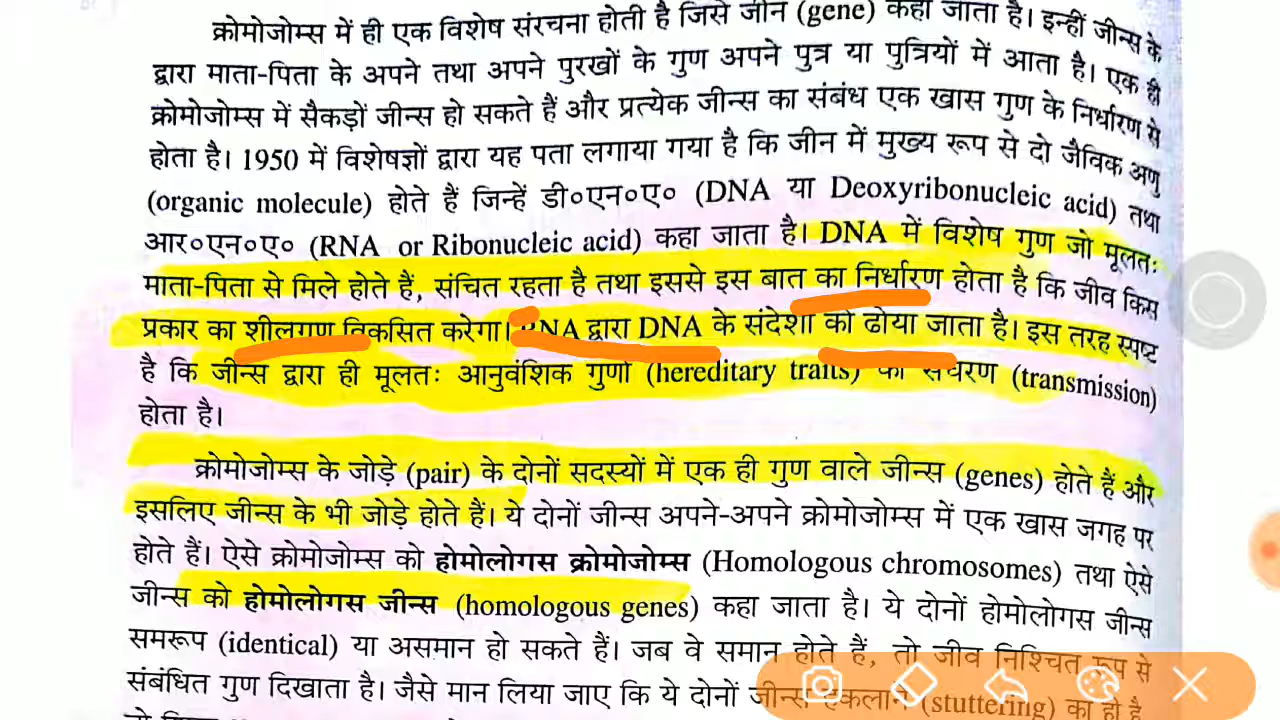 क्रोमोजोम्स में ही एक विशेष संरचना होती है जिसे जीन (gene) कहा जाता है। इन्हीं जीन्स के
द्वारा माता-पिता के अपने तथा अपने पुरखों के गुण अपने पुत्र या पुत्रियों में आता है। एक ही
क्रोमोजोम्स में सैकड़ों जीन्स हो सकते हैं और प्रत्येक जीन्स का संबंध एक खास गुण के निर्धारण से
होता है। 1950 में विशेषज्ञों द्वारा यह पता लगाया गया है कि जीन में मुख्य रूप से दो जैविक अणु
(organic molecule) होते हैं जिन्हें डी०एन०ए० (DNA या Deoxyribonucleic acid) तथा
आर०एन०ए० (RNA or Ribonucleic acid) कहा जाता है। DNA में विशेष गुण जो मूलतः
माता-पिता से मिले होते हैं, संचित रहता है तथा इससे इस बात का निर्धारण होता है कि जीव किस
प्रकार का शीलगुण विकसित करेगा। RNA द्वारा DNA के संदेशों को ढोया जाता है। इस तरह स्पष्ट
है कि जीन्स द्वारा ही मूलतः आनुवंशिक गुणों (hereditary traits) का संचरण (transmission)
होता है।
क्रोमोजोम्स के जोड़े (pair) के दोनों सदस्यों में एक ही गुण वाले जीन्स (genes) होते हैं और
इसलिए जीन्स के भी जोड़े होते हैं। ये दोनों जीन्स अपने-अपने क्रोमोजोम्स में एक खास जगह पर
होते हैं। ऐसे क्रोमोजोम्स को होमोलोगस क्रोमोजोम्स (Homologous chromosomes) तथा ऐसे
जीन्स को होमोलोगस जीन्स (homologous genes) कहा जाता है। ये दोनों होमोलोगस जीन्स
समरूप (identical) या असमान हो सकते हैं। जब वे समान होते हैं, तो जीव निश्चित रूप से
संबंधित गुण दिखाता है। जैसे मान लिया जाए कि ये दोनों जीन्स हकलाने (stuttering) का ही है,